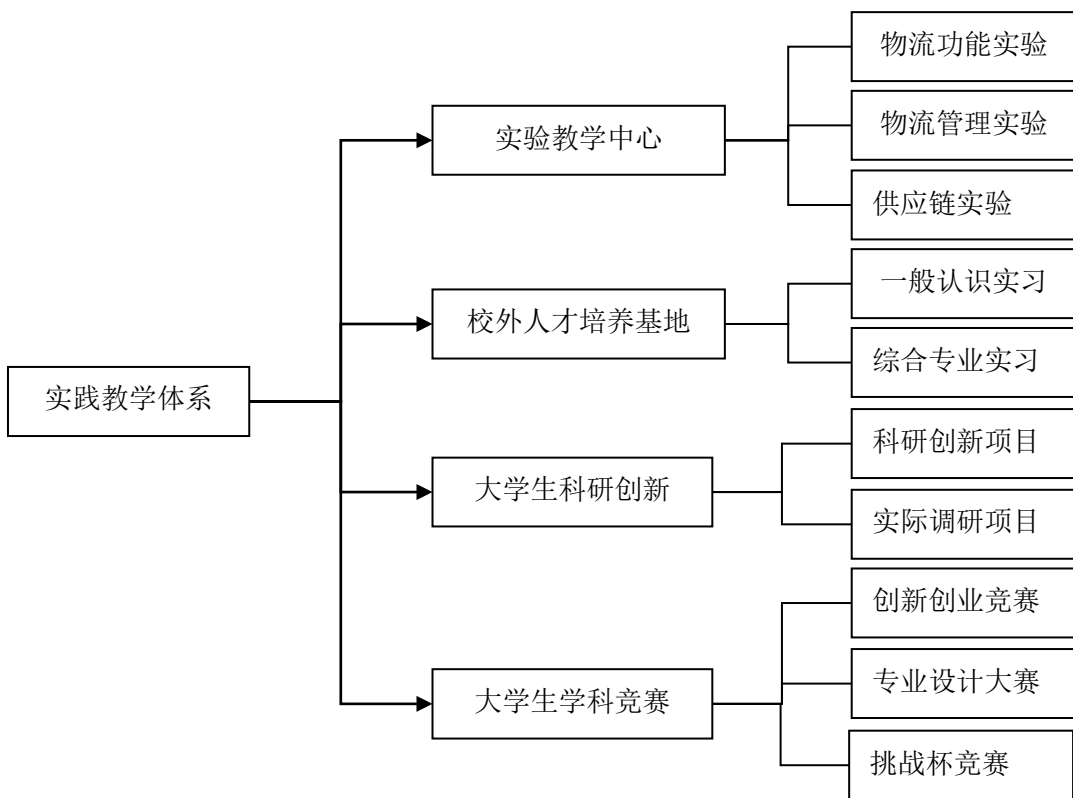 物流功能实验
实验教学中心
物流管理实验
供应链实验
一般认识实习
校外人才培养基地
综合专业实习
实践教学体系
科研创新项目
大学生科研创新
实际调研项目
创新创业竞赛
专业设计大赛
大学生学科竞赛
挑战杯竞赛